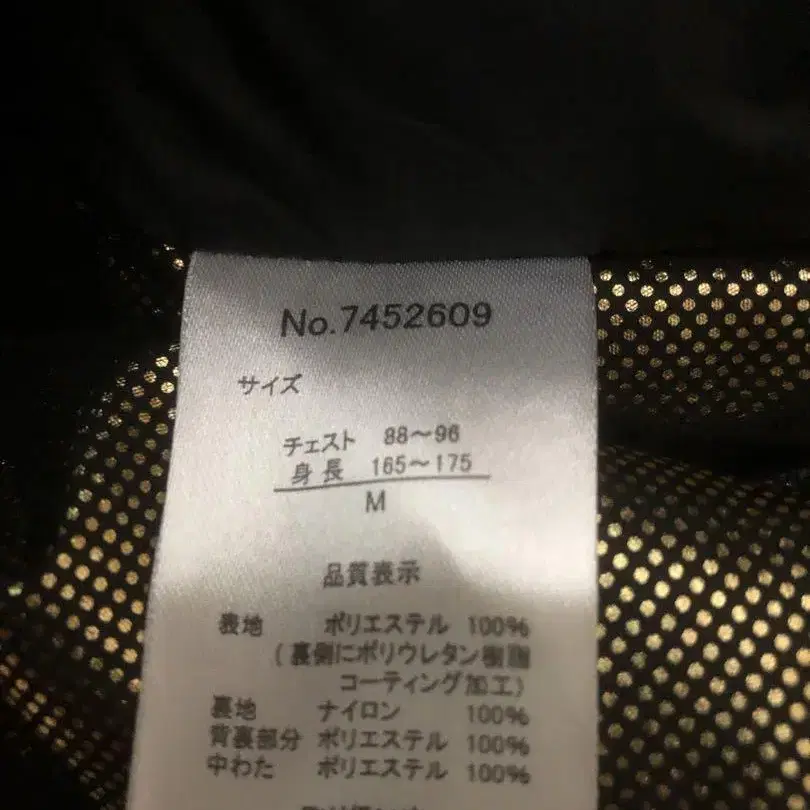 No.7452609
サイズ
チェスト 88～96
身長 165～175
M
品質表示
表地 ポリエステル 100%
(裏側にポリウレタン樹脂
コーティング加工)
裏地 ナイロン 100%
背裏部分 ポリエステル 100%
中わた ポリエステル 100%